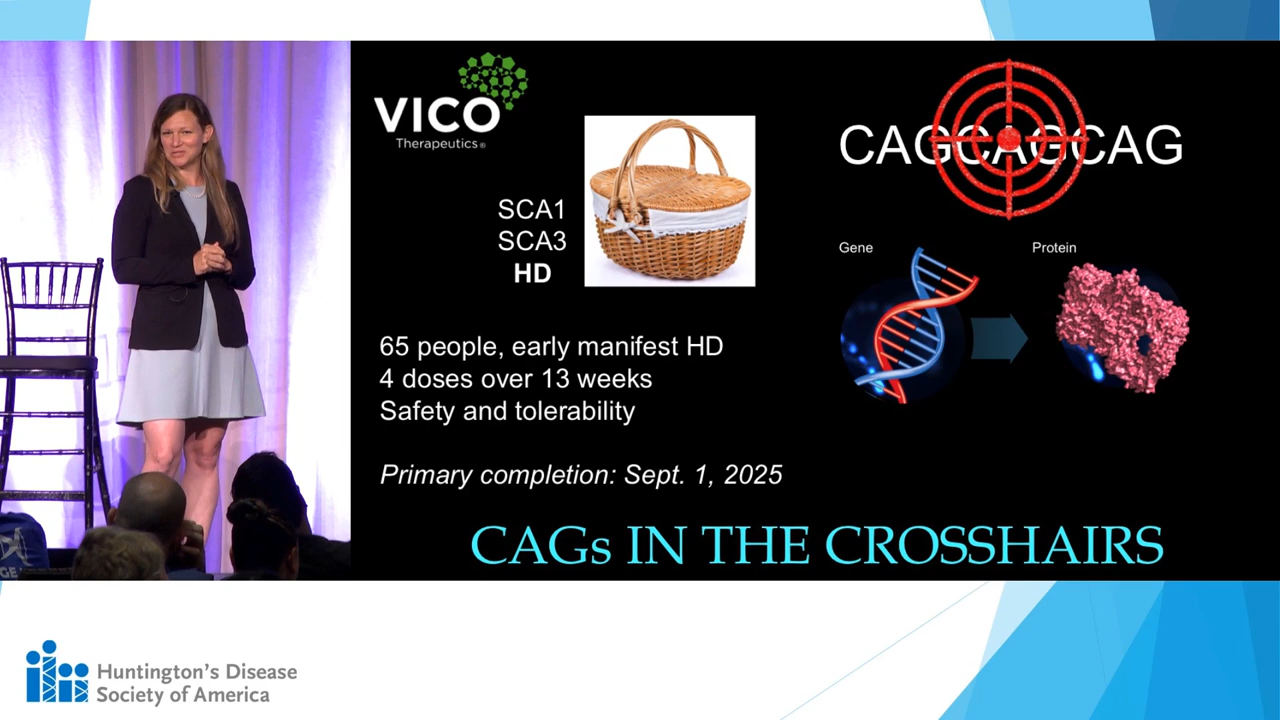 VICO
Therapeutics®
CAGCAGCAG
SCA1
SCA3
HD
Gene
Protein
65 people, early manifest HD
4 doses over 13 weeks
Safety and tolerability
Primary completion: Sept. 1, 2025
CAGs IN THE CROSSHAIRS
GE
Huntington's Disease
Society of America